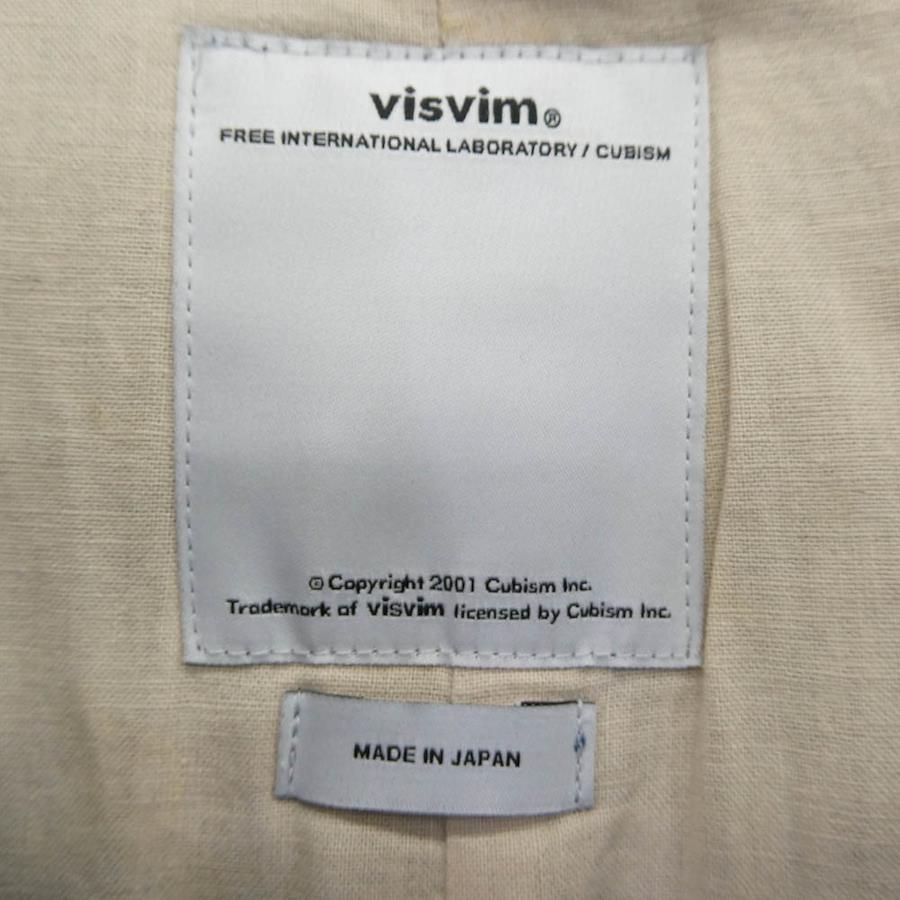 visvim®
FREE INTERNATIONAL LABORATORY / CUBISM
© Copyright 2001 Cubism Inc.
Trademark of visvim licensed by Cubism Inc.
MADE IN JAPAN